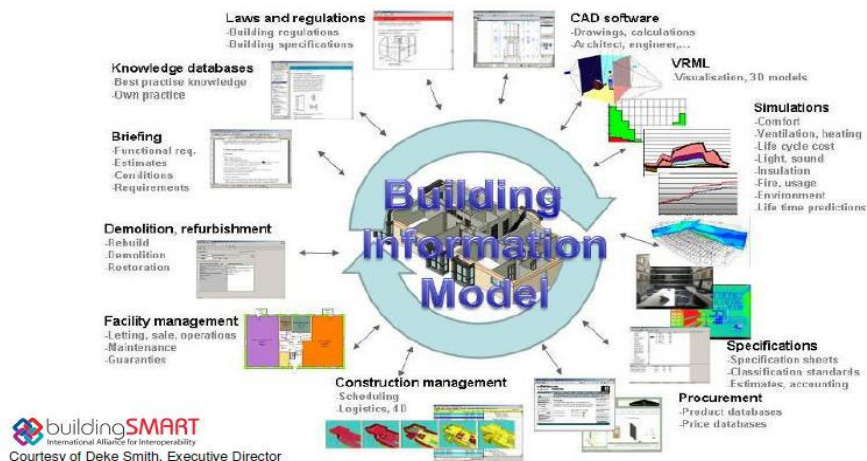 Laws and regulations
-Building regulations
-Building specifications
CAD software
-Drawings, calculations
-Architect, engineer,...
VRML
-Visualisation, 3D models
Knowledge databases
-Best practise knowledge
-Own practice
Simulations
-Comfort
-Ventilation, heating
-Life cycle cost
-Light, sound
-Insulation
-Fire, usage
-Environment
-Life time predictions
Briefing
-Functional req.
-Estimates
-Conditions
-Requirements
Building
Information
Model
Demolition, refurbishment
-Rebuild
-Demolition
-Restoration
Facility management
-Letting, sale, operations
-Maintenance
-Guaranties
Specifications
-Specification sheets
-Classification standards
-Estimates, accounting
Construction management
-Scheduling
-Logistics, 4D
Procurement
-Product databases
-Price databases
buildingSMART
International Alliance for Interoperability
Courtesy of Deke Smith, Executive Director